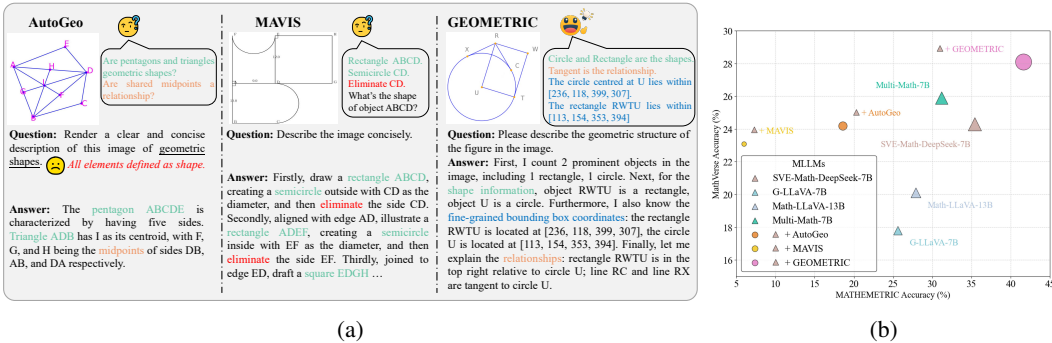 AutoGeo
Are pentagons and triangles
geometric shapes?
Are shared midpoints a
relationship?
Question: Render a clear and concise
description of this image of geometric
shapes. All elements defined as shape.
Answer: The pentagon ABCDE is
characterized by having five sides.
Triangle ADB has I as its centroid, with F,
G, and H being the midpoints of sides DB,
AB, and DA respectively.
MAVIS
Rectangle ABCD.
Semicircle CD.
Eliminate CD.
What's the shape
of object ABCD?
Question: Describe the image concisely.
Answer: Firstly, draw a rectangle ABCD,
creating a semicircle outside with CD as the
diameter, and then eliminate the side CD.
Secondly, aligned with edge AD, illustrate a
rectangle ADEF, creating a semicircle
inside with EF as the diameter, and then
eliminate the side EF. Thirdly, joined to
edge ED, draft a square EDGH …
GEOMETRIC
R
W
X
C
U
T
Circle and Rectangle are the shapes.
Tangent is the relationship.
The circle centred at U lies within
[236, 118, 399, 307].
The rectangle RWTU lies within
[113, 154, 353, 394]
Question: Please describe the geometric structure of
the figure in the image.
Answer: First, I count 2 prominent objects in the
image, including 1 rectangle, 1 circle. Next, for the
shape information, object RWTU is a rectangle,
object U is a circle. Furthermore, I also know the
fine-grained bounding box coordinates: the rectangle
RWTU is located at [236, 118, 399, 307], the circle
U is located at [113, 154, 353, 394]. Finally, let me
explain the relationships: rectangle RWTU is in the
top right relative to circle U; line RC and line RX
are tangent to circle U.
(a)
30
28
26
24
22
20
18
16
MathVerse Accuracy (%)
+ GEOMETRIC
Multi-Math-7B
+ AutoGeo
+ MAVIS
SVE-Math-DeepSeek-7B
Math-LLaVA-13B
G-LLaVA-7B
MLLMs
SVE-Math-DeepSeek-7B
G-LLaVA-7B
Math-LLaVA-13B
Multi-Math-7B
+ AutoGeo
+ MAVIS
+ GEOMETRIC
5 10 15 20 25 30 35 40 45
MATHEMETRIC Accuracy (%)
(b)